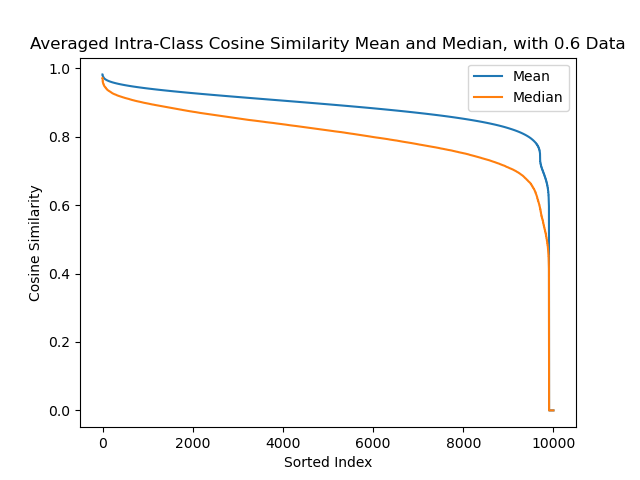 Averaged Intra-Class Cosine Similarity Mean and Median, with 0.6 Data
Mean
Median
1.0
0.8
0.6
0.4
0.2
0.0
Cosine Similarity
0 2000 4000 6000 8000 10000
Sorted Index